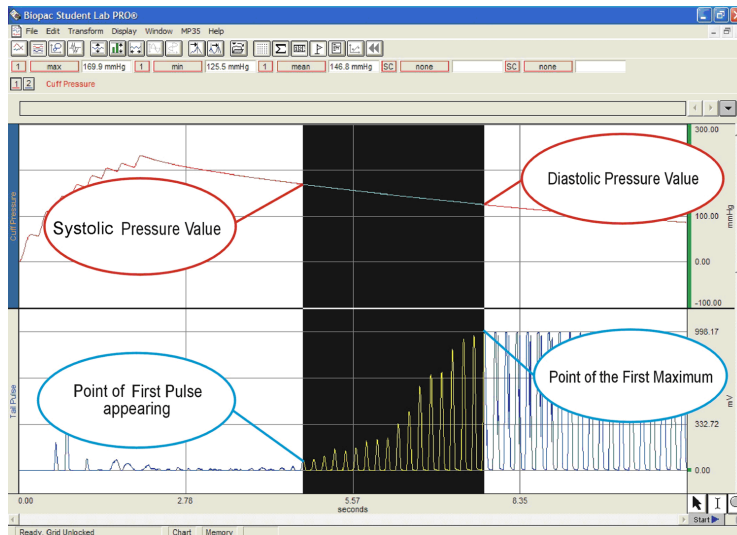 Biopac Student Lab PRO®
File Edit Transform Display Window MP35 Help
1 max 169.9 mmHg 1 min 125.5 mmHg 1 mean 146.8 mmHg SC none SC none
1 2 Cuff Pressure
300.00
Diastolic Pressure Value
Systolic Pressure Value
100.00
Cuff Pressure
mmHg
0.00
-100.00
998.17
Point of First Pulse
appearing
Point of the First Maximum
Tail Pulse
mV
332.72
0.00
0.00 2.78 5.57 8.35
seconds
Start
Ready. Grid Unlocked Chart Memory